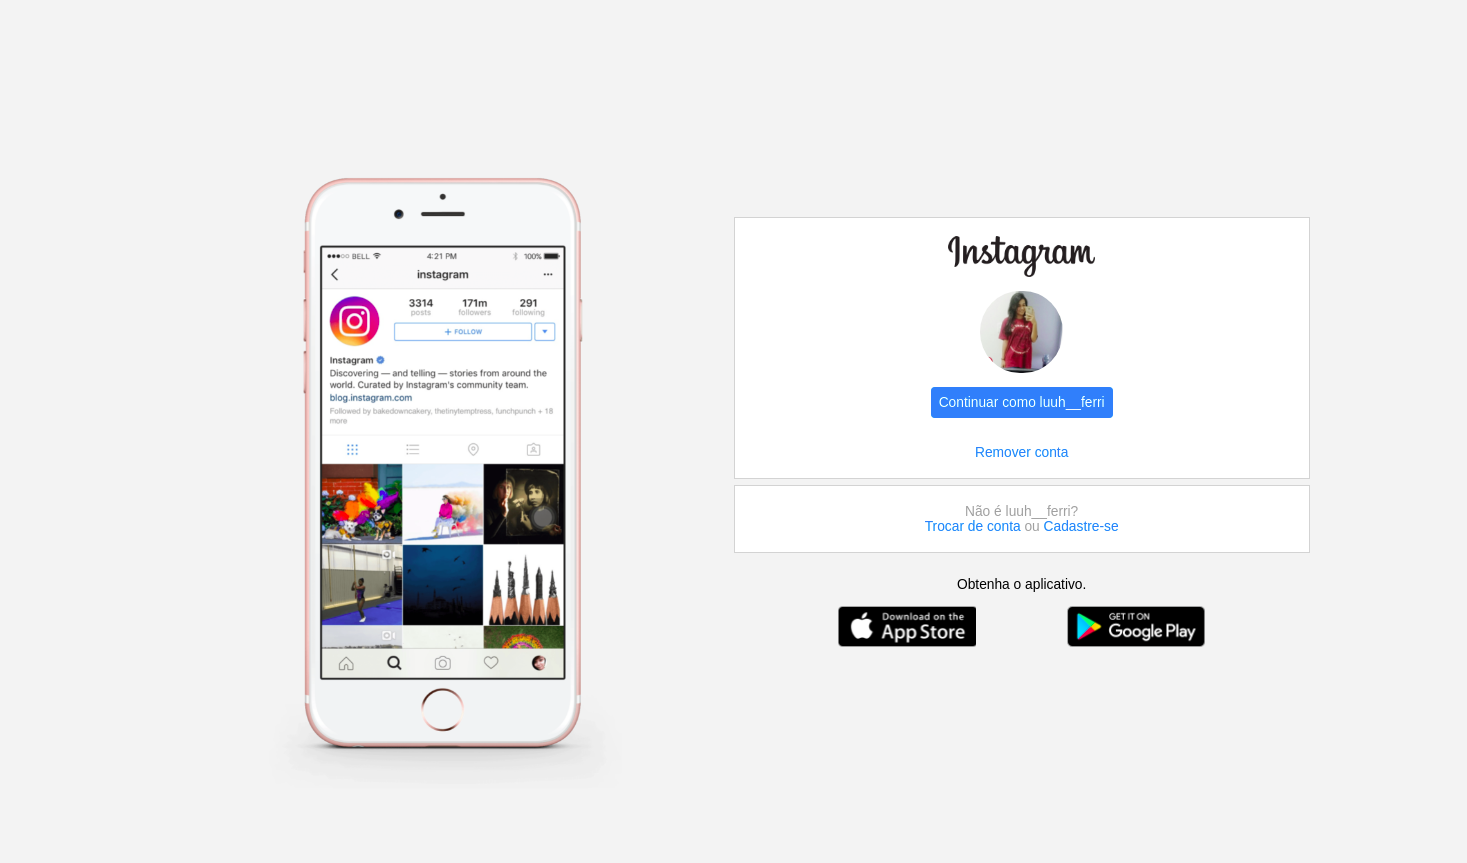 BELL
4:21 PM
100%
instagram
3314
171m
291
posts
followers
following
+ FOLLOW
Instagram
Discovering — and telling — stories from around the
world. Curated by Instagram's community team.
blog.instagram.com
Followed by bakedowncakery, thetinytemptress, funchpunch + 18
more
Instagram
Continuar como luuh__ferri
Remover conta
Não é luuh__ferri?
Trocar de conta ou Cadastre-se
Obtenha o aplicativo.
Download on the
App Store
GET IT ON
Google Play